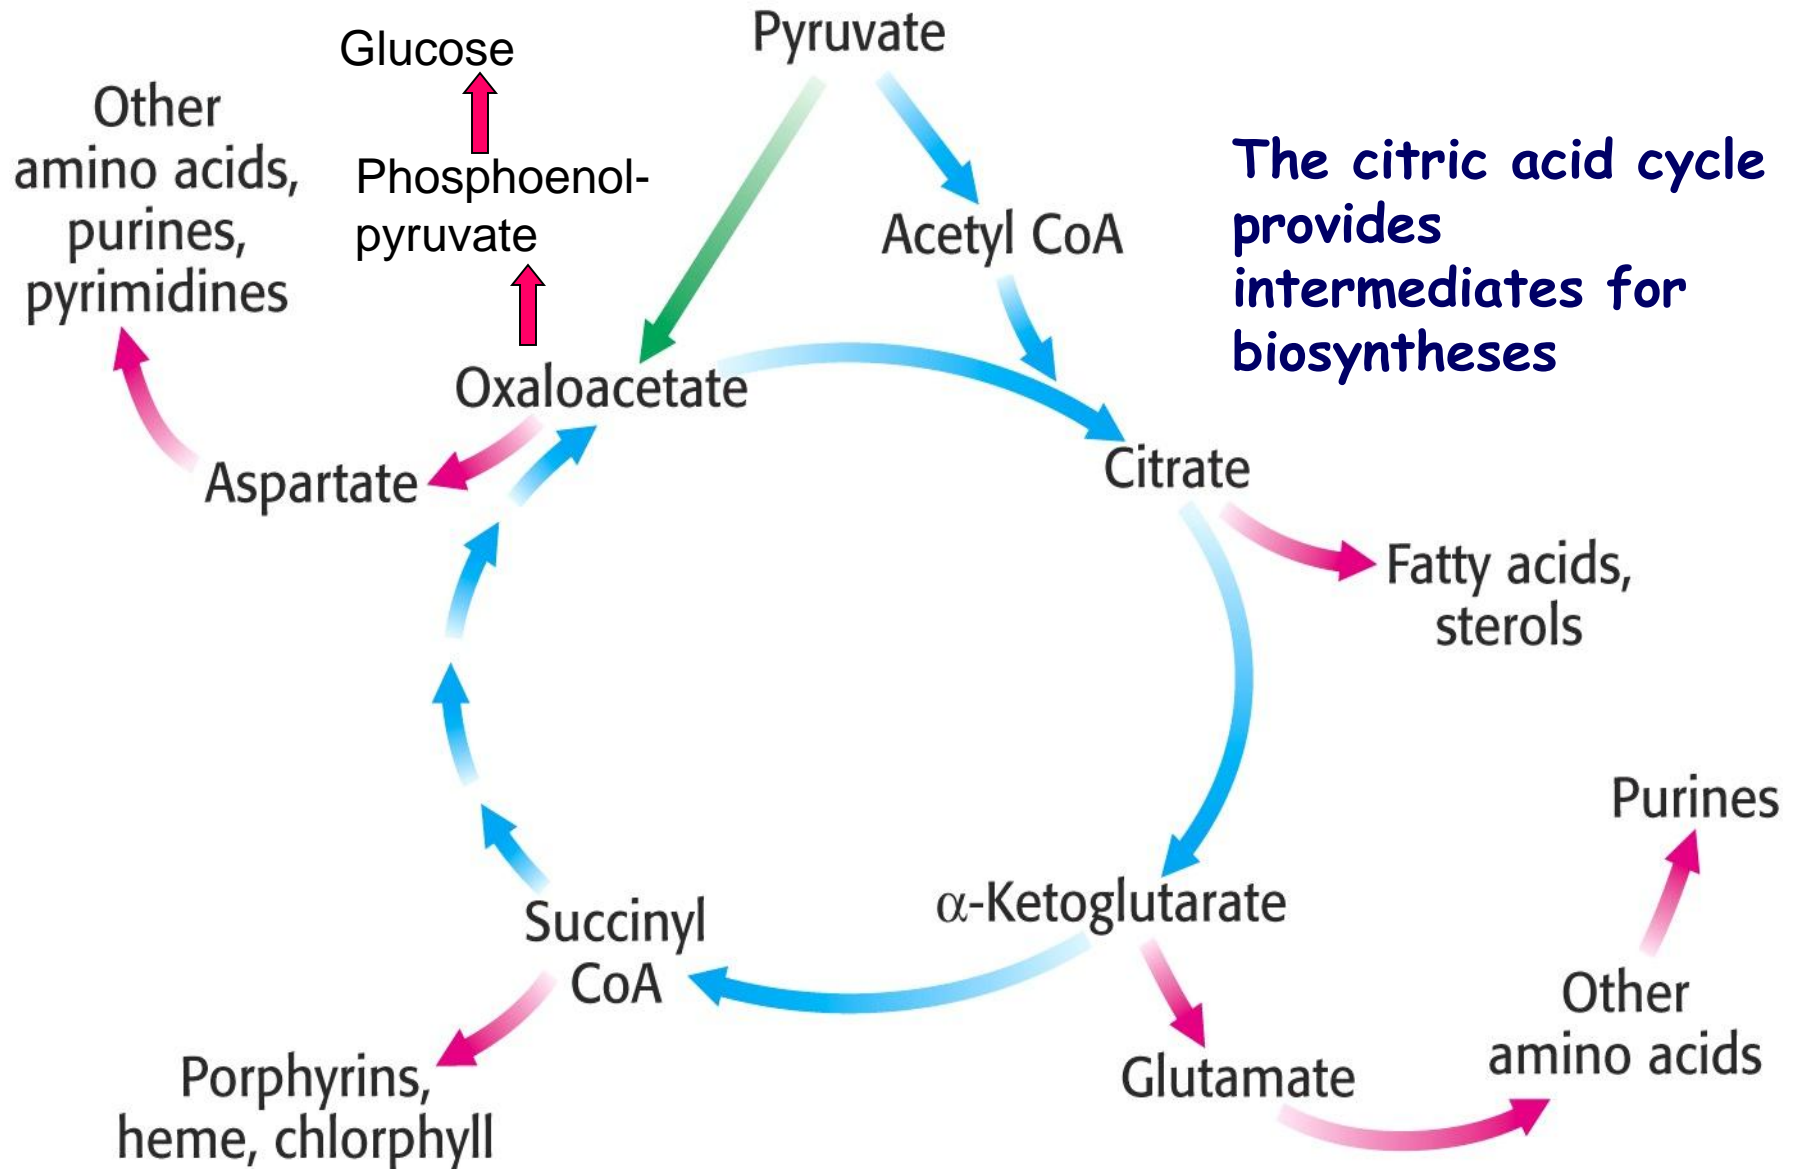 Glucose
Pyruvate
Other
amino acids,
purines,
pyrimidines
Phosphoenol-
pyruvate
Acetyl CoA
The citric acid cycle
provides
intermediates for
biosyntheses
Oxaloacetate
Aspartate
Citrate
Fatty acids,
sterols
Purines
α-Ketoglutarate
Succinyl
CoA
Other
amino acids
Glutamate
Porphyrins,
heme, chlorphyll